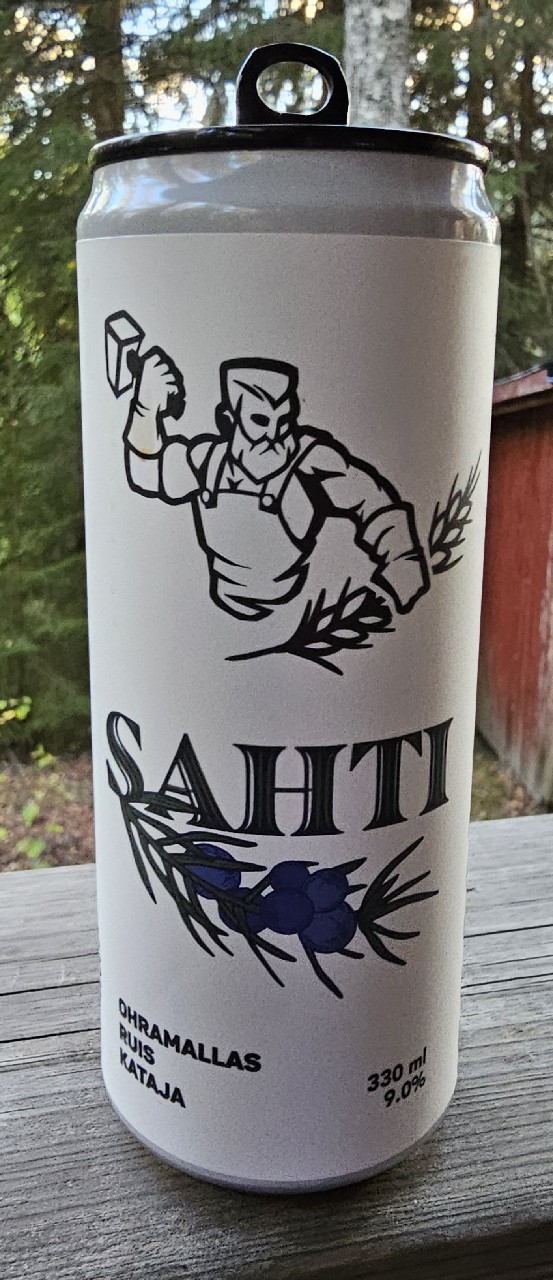 SAHTI
OHRAMALLAS
RUIS
KATAJA
330 ml
9.0%